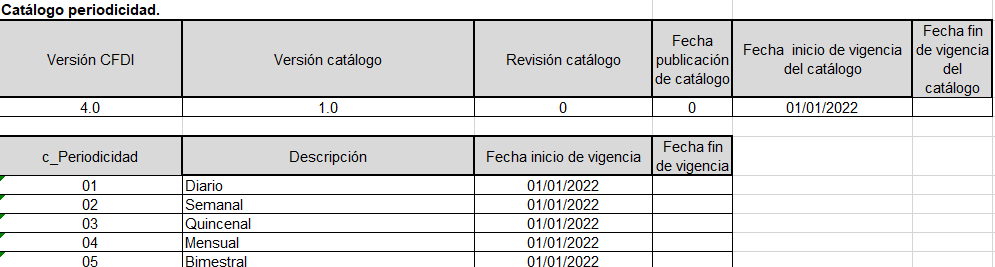 Catálogo periodicidad.
Versión CFDI Versión catálogo Revisión catálogo Fecha publicación de catálogo Fecha inicio de vigencia del catálogo Fecha fin de vigencia del catálogo
4.0 1.0 0 0 01/01/2022
c_Periodicidad Descripción Fecha inicio de vigencia Fecha fin de vigencia
01 Diario 01/01/2022
02 Semanal 01/01/2022
03 Quincenal 01/01/2022
04 Mensual 01/01/2022
05 Bimestral 01/01/2022